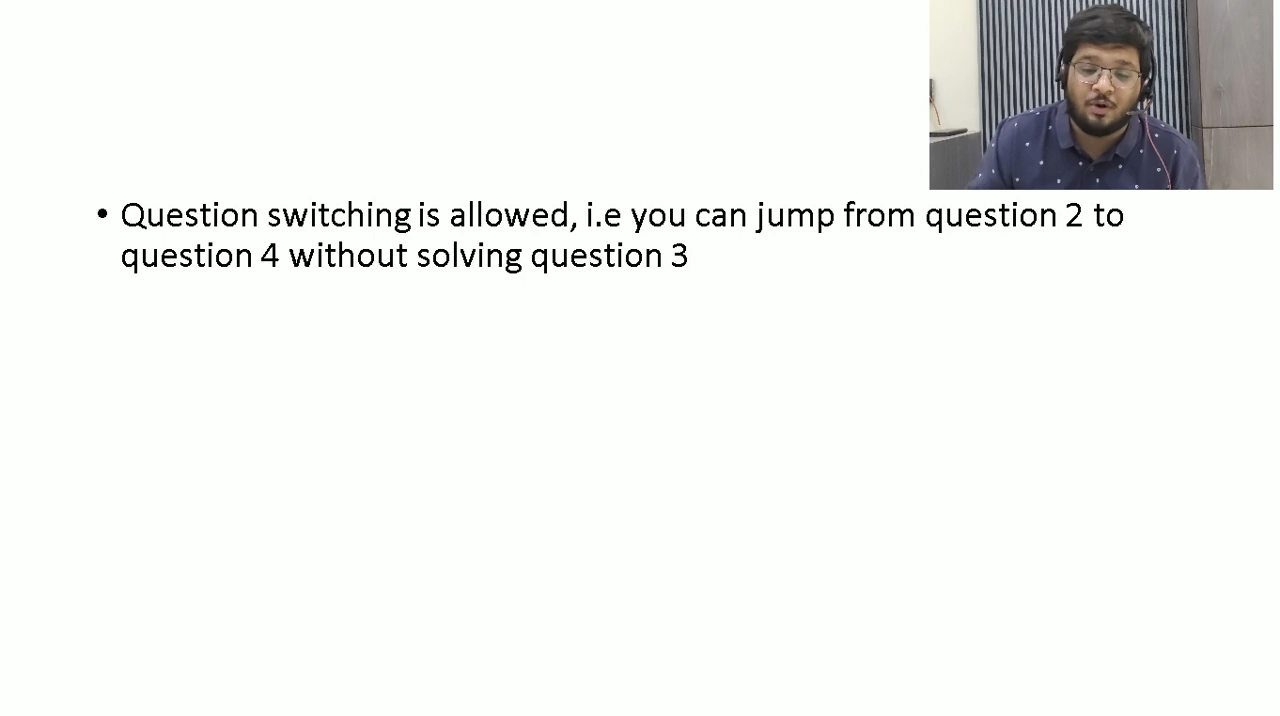 • Question switching is allowed, i.e you can jump from question 2 to
question 4 without solving question 3